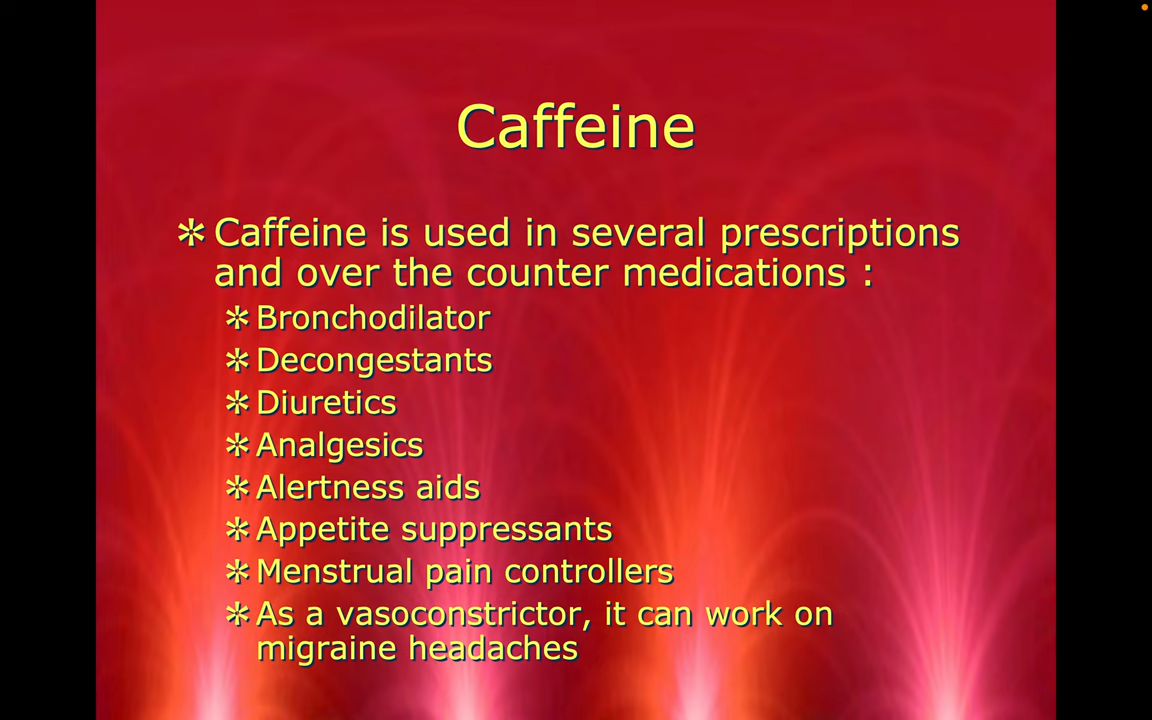 Caffeine
✲ Caffeine is used in several prescriptions
and over the counter medications :
✲ Bronchodilator
✲ Decongestants
✲ Diuretics
✲ Analgesics
✲ Alertness aids
✲ Appetite suppressants
✲ Menstrual pain controllers
✲ As a vasoconstrictor, it can work on
migraine headaches